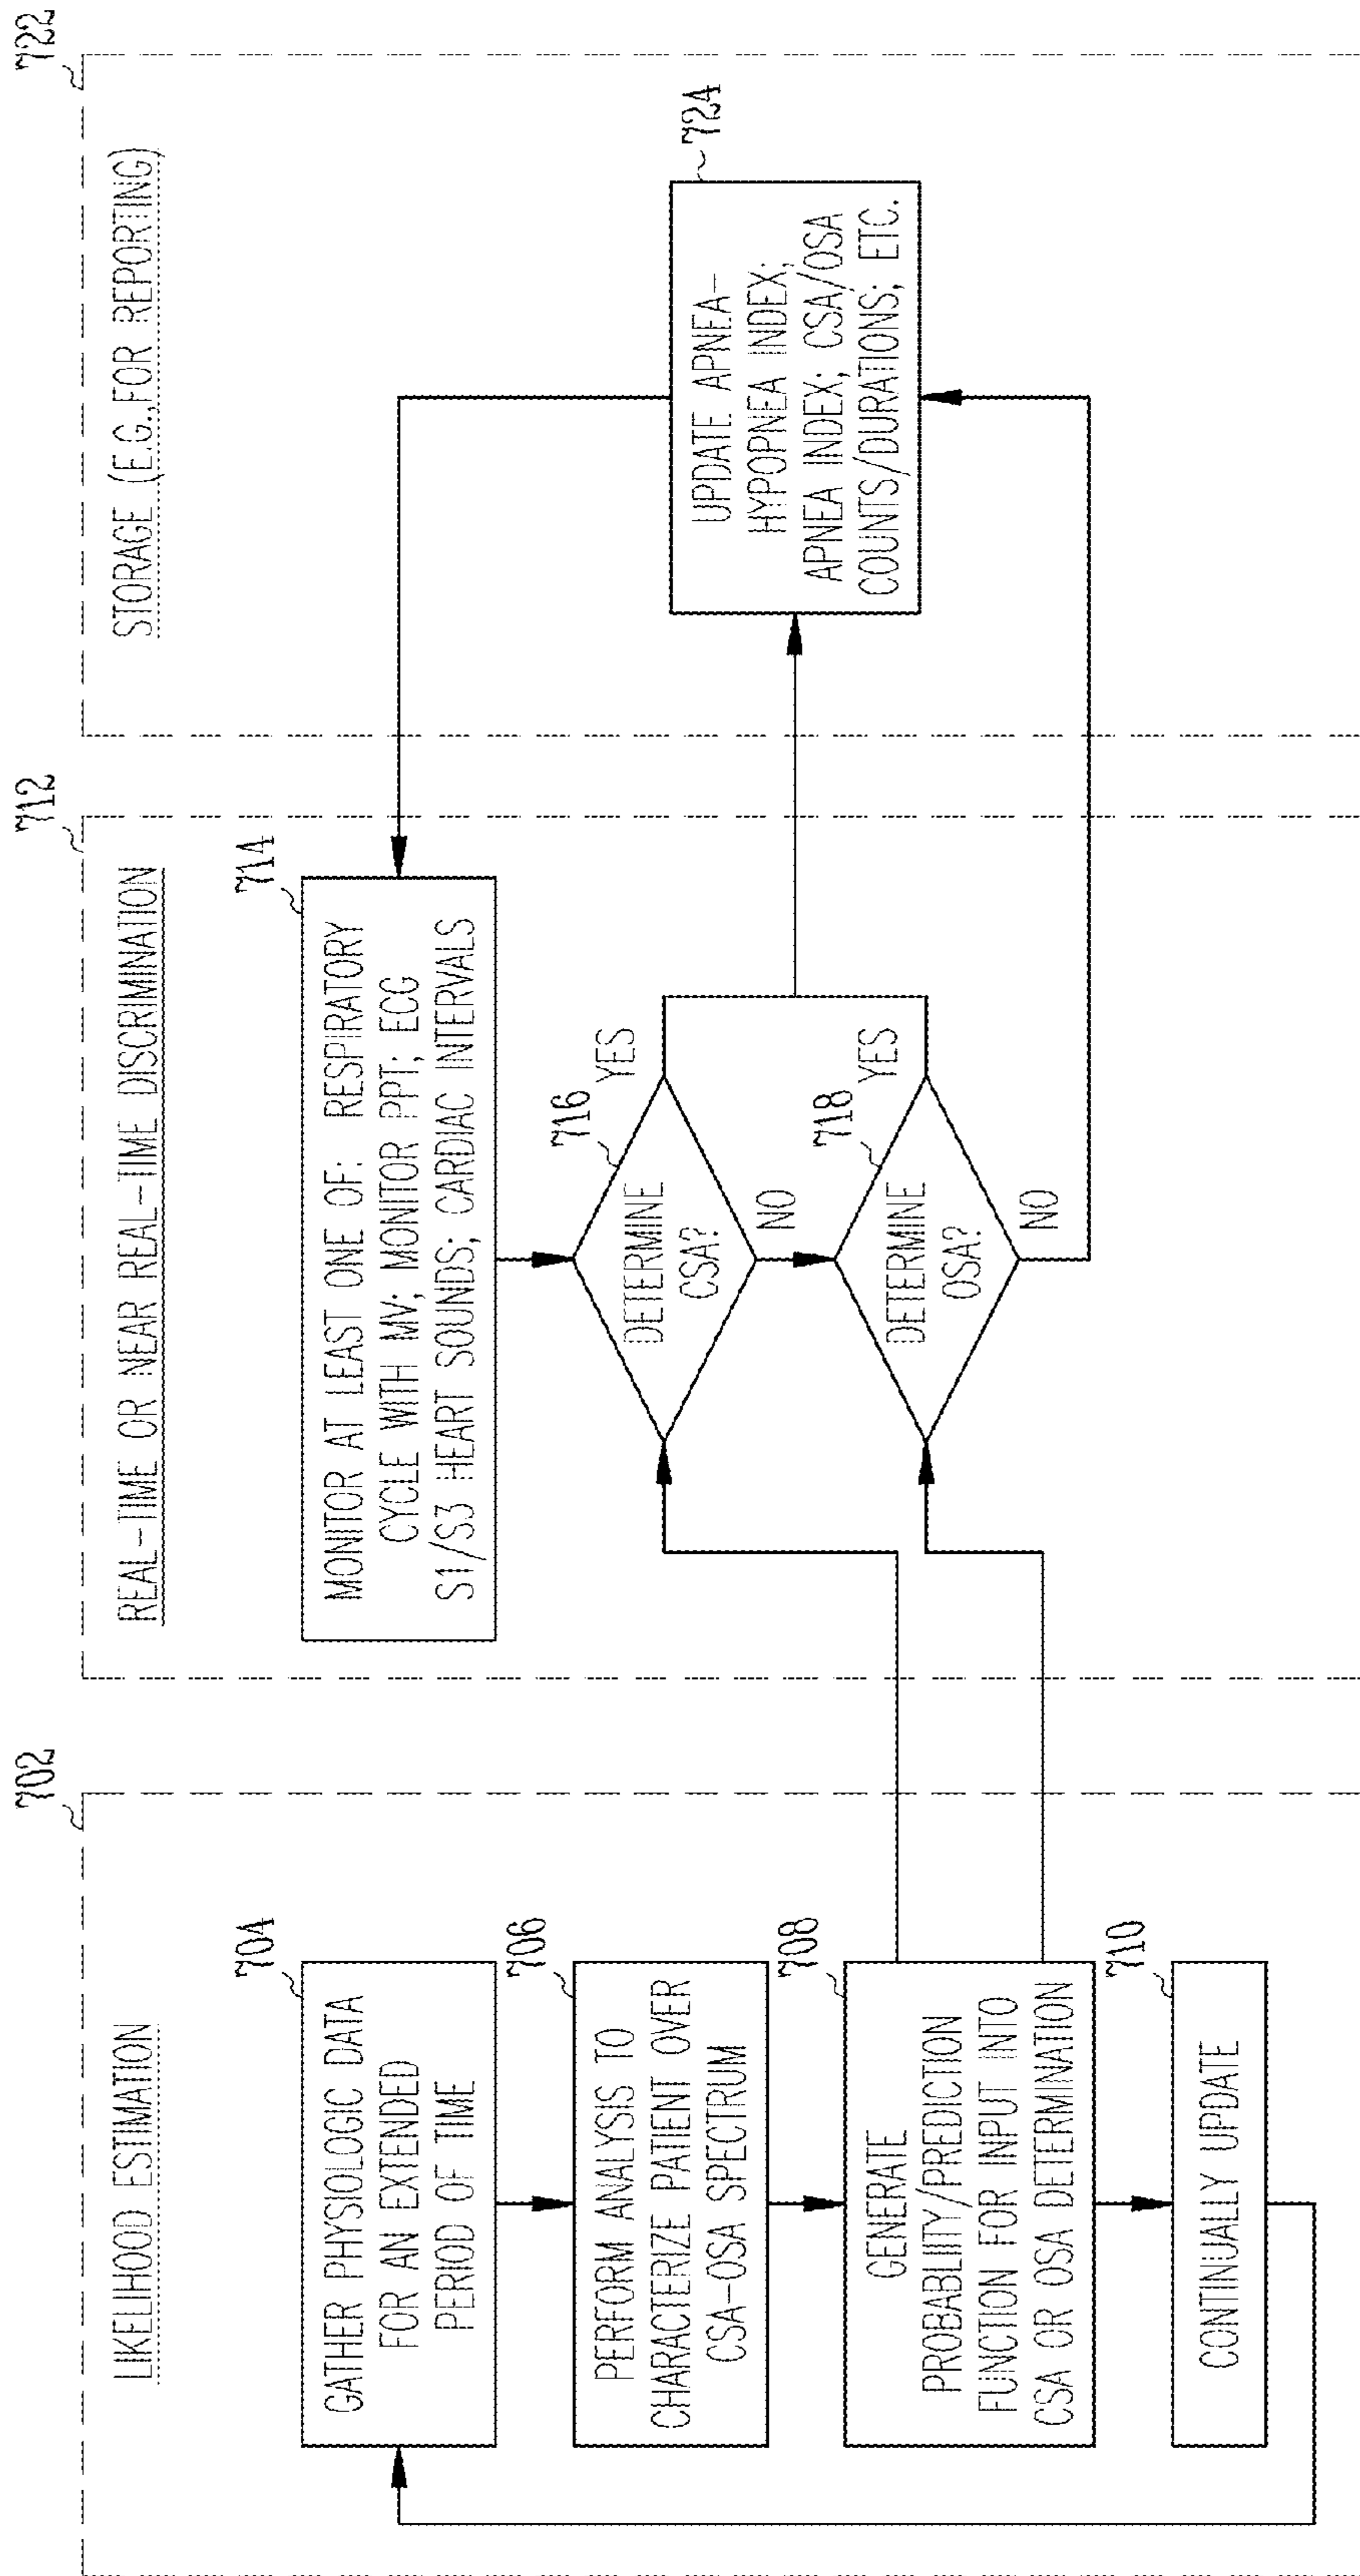 702
LIKELIHOOD ESTIMATION
704
GATHER PHYSIOLOGIC DATA
FOR AN EXTENDED
PERIOD OF TIME
706
PERFORM ANALYSIS TO
CHARACTERIZE PATIENT OVER
CSA-OSA SPECTRUM
708
GENERATE
PROBABLIITY/PREDICTION
FUNCTION FOR INPUT INTO
CSA OR OSA DETERMINATION
710
CONTINUALLY UPDATE
712
REAL-TIME OR NEAR REAL-TIME DISCRIMINATION
714
MONITOR AT LEAST ONE OF: RESPIRATORY
CYCLE WITH MV; MONITOR PPT; ECG
S1/S3 HEART SOUNDS; CARDIAC INTERVALS
716
DETERMINE
CSA?
YES
NO
718
DETERMINE
OSA?
YES
NO
722
STORAGE (E.G.,FOR REPORTING)
724
UPDATE APNEA-
HYPOPNEA INDEX;
APNEA INDEX; CSA/OSA
COUNTS/DURATIONS; ETC.